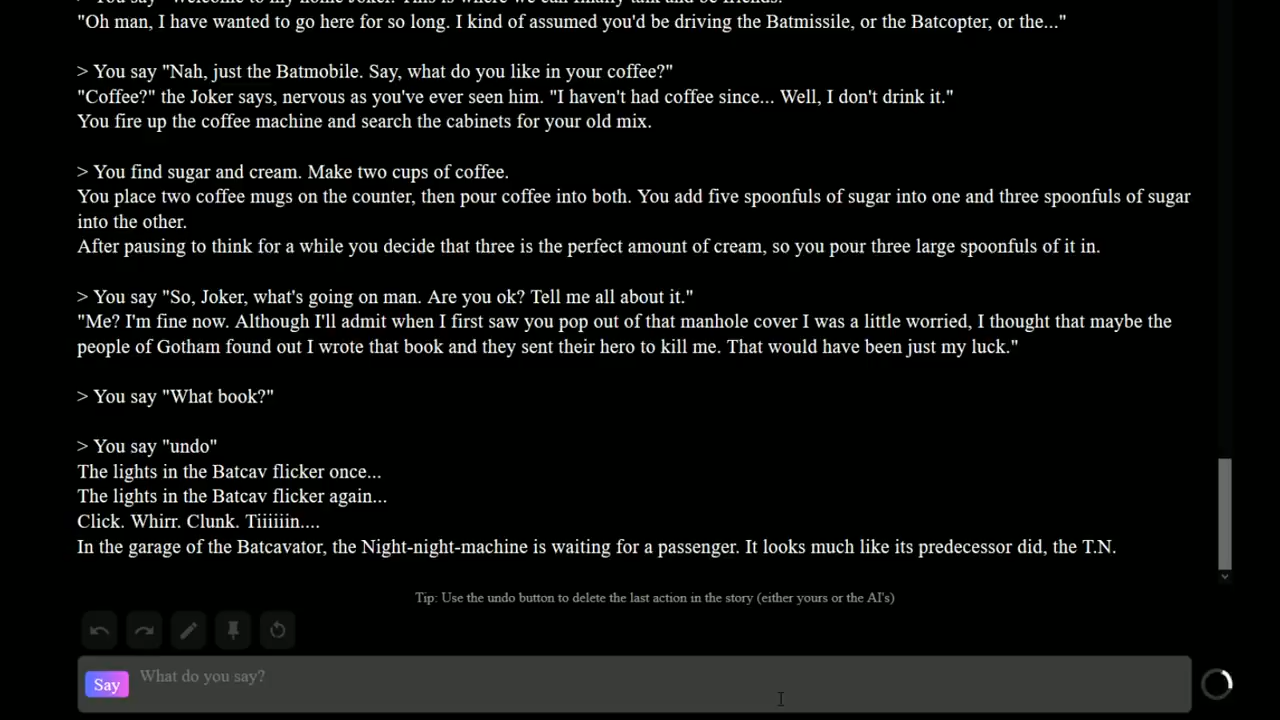 "Oh man, I have wanted to go here for so long. I kind of assumed you'd be driving the Batmissile, or the Batcopter, or the..."
> You say "Nah, just the Batmobile. Say, what do you like in your coffee?"
"Coffee?" the Joker says, nervous as you've ever seen him. "I haven't had coffee since... Well, I don't drink it."
You fire up the coffee machine and search the cabinets for your old mix.
> You find sugar and cream. Make two cups of coffee.
You place two coffee mugs on the counter, then pour coffee into both. You add five spoonfuls of sugar into one and three spoonfuls of sugar
into the other.
After pausing to think for a while you decide that three is the perfect amount of cream, so you pour three large spoonfuls of it in.
> You say "So, Joker, what's going on man. Are you ok? Tell me all about it."
"Me? I'm fine now. Although I'll admit when I first saw you pop out of that manhole cover I was a little worried, I thought that maybe the
people of Gotham found out I wrote that book and they sent their hero to kill me. That would have been just my luck."
> You say "What book?"
> You say "undo"
The lights in the Batcav flicker once...
The lights in the Batcav flicker again...
Click. Whirr. Clunk. Tiiiiiin....
In the garage of the Batcavator, the Night-night-machine is waiting for a passenger. It looks much like its predecessor did, the T.N.
Tip: Use the undo button to delete the last action in the story (either yours or the AI's)
Say What do you say?